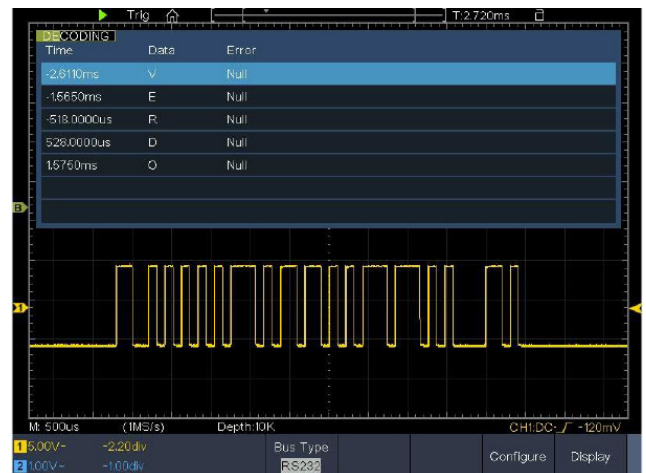 Trig T:2.720ms
DECODING
Time Data Error
-2.6110ms V Null
-1.5650ms E Null
-518.0000us R Null
528.0000us D Null
1.5750ms O Null
B
1
M: 500us (1MS/s) Depth:10K CH1:DC- -120mV
1 5.00V~ -2.20div Bus Type Configure Display
2 1.00V~ -1.00div RS232